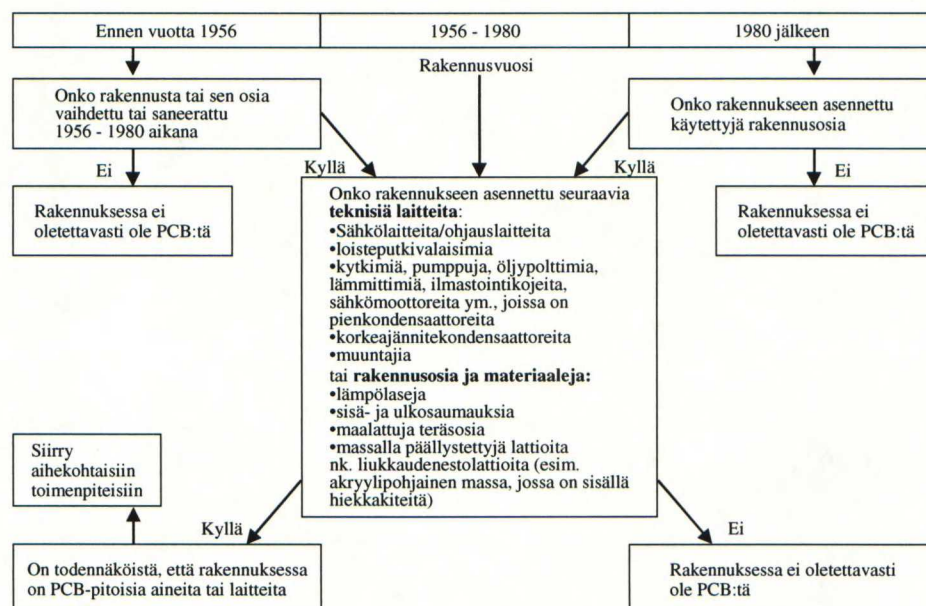 Ennen vuotta 1956
1956 - 1980
1980 jälkeen
Rakennusvuosi
Onko rakennusta tai sen osia
vaihdettu tai saneerattu
1956 - 1980 aikana
Onko rakennukseen asennettu
käytettyjä rakennusosia
Ei
Kyllä
Kyllä
Ei
Rakennuksessa ei
oletettavasti ole PCB:tä
Onko rakennukseen asennettu seuraavia
teknisiä laitteita:
•Sähkölaitteita/ohjauslaitteita
•loisteputkivalaisimia
•kytkimiä, pumppuja, öljypolttimia,
lämmittimiä, ilmastointikojeita,
sähkömoottoreita ym., joissa on
pienkondensaattoreita
•korkeajännitekondensaattoreita
•muuntajia
tai rakennusosia ja materiaaleja:
•lämpölaseja
•sisä- ja ulkosaumauksia
•maalattuja teräsosia
•massalla päällystettyjä lattioita
nk. liukkaudenestolattioita (esim.
akryylipohjainen massa, jossa on sisällä
hiekkakiteitä)
Rakennuksessa ei
oletettavasti ole PCB:tä
Siirry
aihekohtaisiin
toimenpiteisiin
Kyllä
Ei
On todennäköistä, että rakennuksessa
on PCB-pitoisia aineita tai laitteita
Rakennuksessa ei oletettavasti
ole PCB:tä